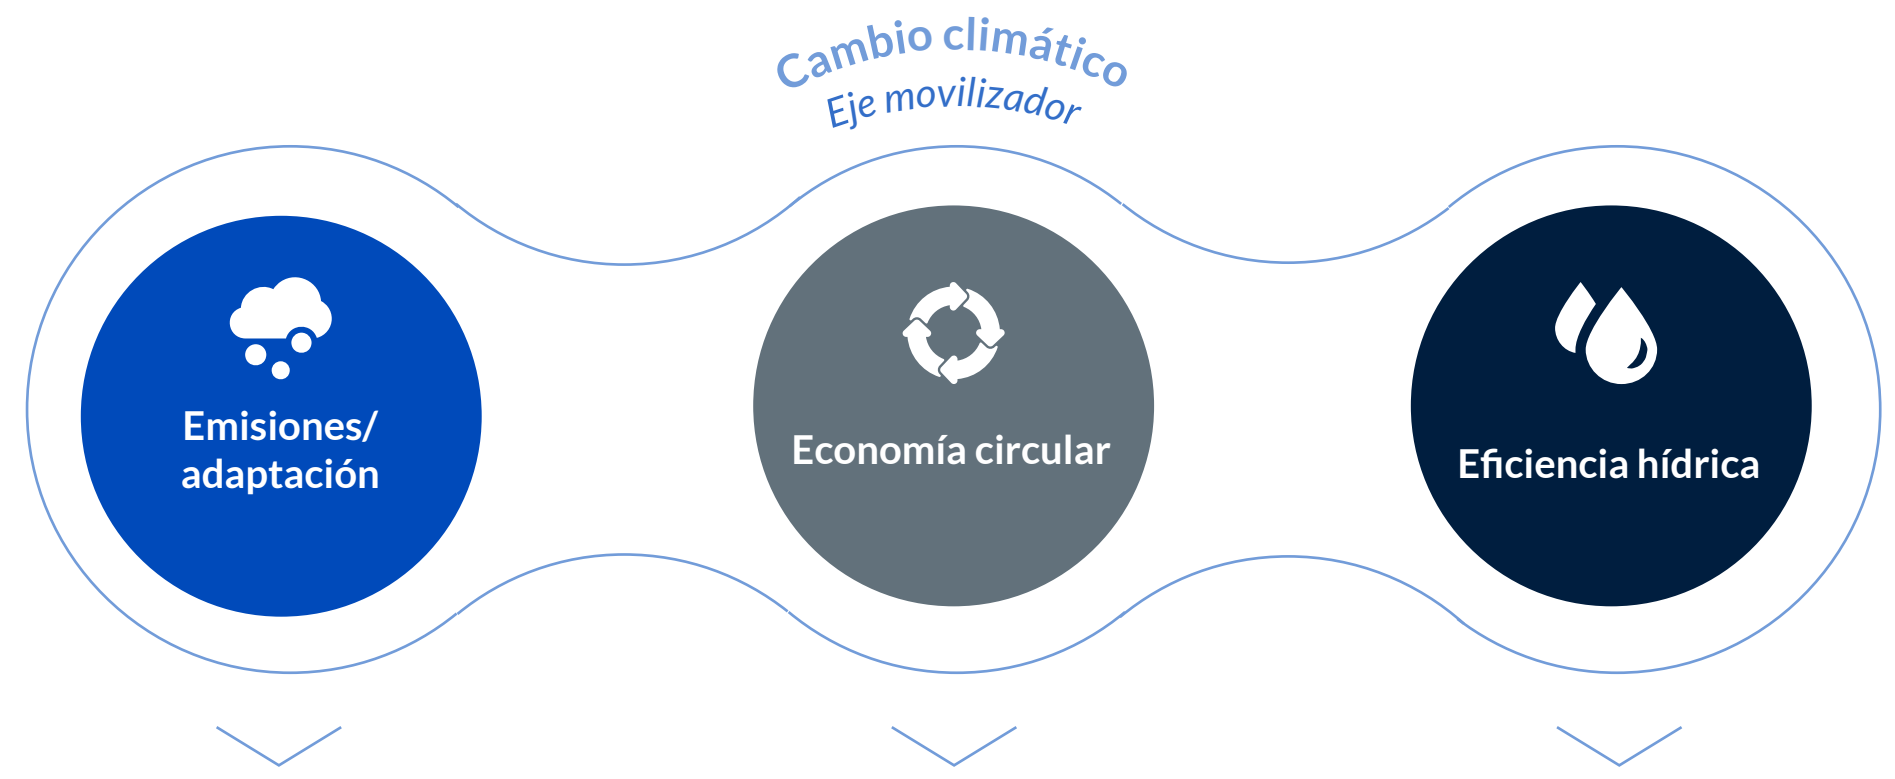 Cambio climático
Eje movilizador
Emisiones/
adaptación
Economía circular
Eficiencia hídrica